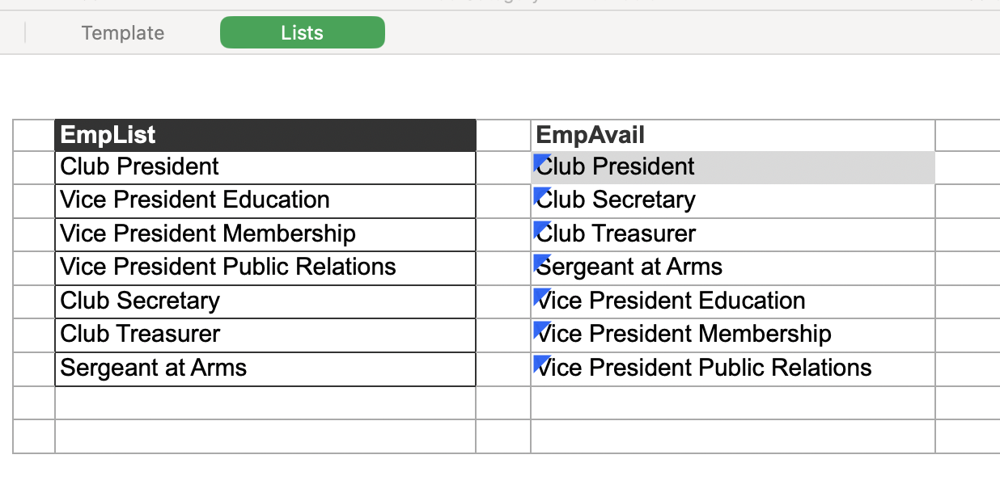 Template Lists
EmpList EmpAvail
Club President Club President
Vice President Education Club Secretary
Vice President Membership Club Treasurer
Vice President Public Relations Sergeant at Arms
Club Secretary Vice President Education
Club Treasurer Vice President Membership
Sergeant at Arms Vice President Public Relations